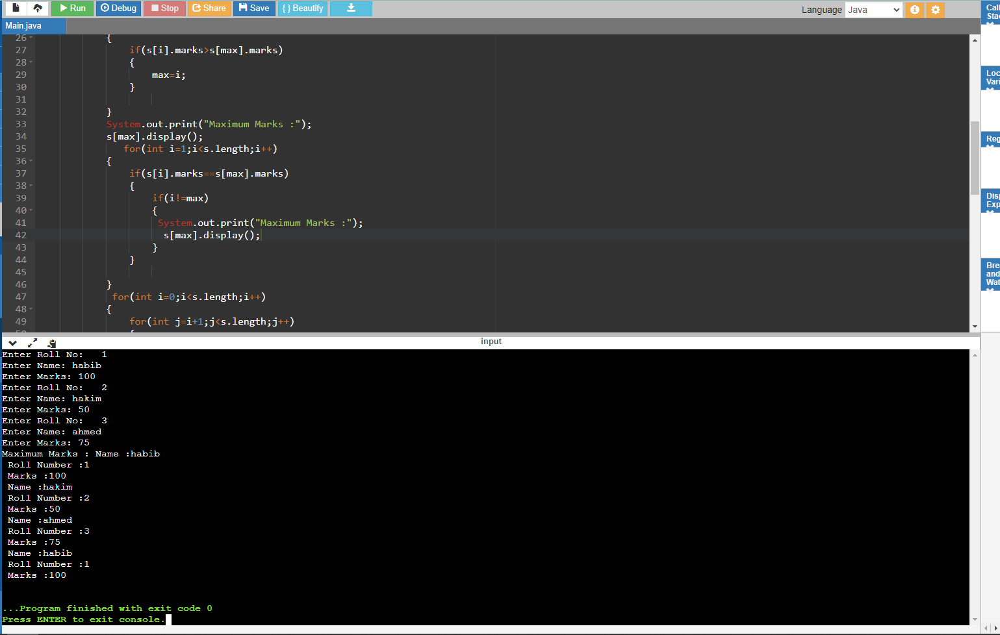 Run Debug Stop Share Save { } Beautify Language Java
Main.java
26 {
27 if(s[i].marks>s[max].marks)
28 {
29 max=i;
30 }
31
32 }
33 System.out.print("Maximum Marks :");
34 s[max].display();
35 for(int i=1;i<s.length;i++)
36 {
37 if(s[i].marks==s[max].marks)
38 {
39 if(i!=max)
40 {
41 System.out.print("Maximum Marks :");
42 s[max].display();
43 }
44 }
45
46 }
47 for(int i=0;i<s.length;i++)
48 {
49 for(int j=i+1;j<s.length;j++)
Call
Loc
Vari
Reg
Disp
Exp
Bre
and
Wat
input
Enter Roll No: 1
Enter Name: habib
Enter Marks: 100
Enter Roll No: 2
Enter Name: hakim
Enter Marks: 50
Enter Roll No: 3
Enter Name: ahmed
Enter Marks: 75
Maximum Marks : Name :habib
Roll Number :1
Marks :100
Name :hakim
Roll Number :2
Marks :50
Name :ahmed
Roll Number :3
Marks :75
Name :habib
Roll Number :1
Marks :100
...Program finished with exit code 0
Press ENTER to exit console.